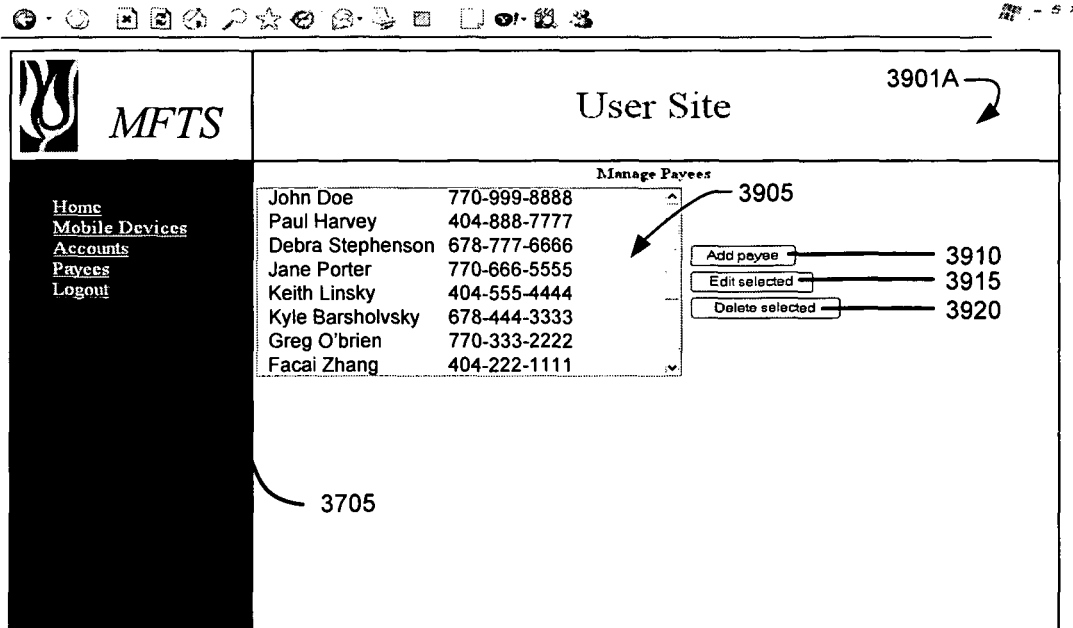 MFTS
User Site
3901A
Home
Mobile Devices
Accounts
Payees
Logout
Manage Payees
John Doe 770-999-8888
Paul Harvey 404-888-7777
Debra Stephenson 678-777-6666
Jane Porter 770-666-5555
Keith Linsky 404-555-4444
Kyle Barsholvsky 678-444-3333
Greg O'brien 770-333-2222
Facai Zhang 404-222-1111
3905
Add payee 3910
Edit selected 3915
Delete selected 3920
3705